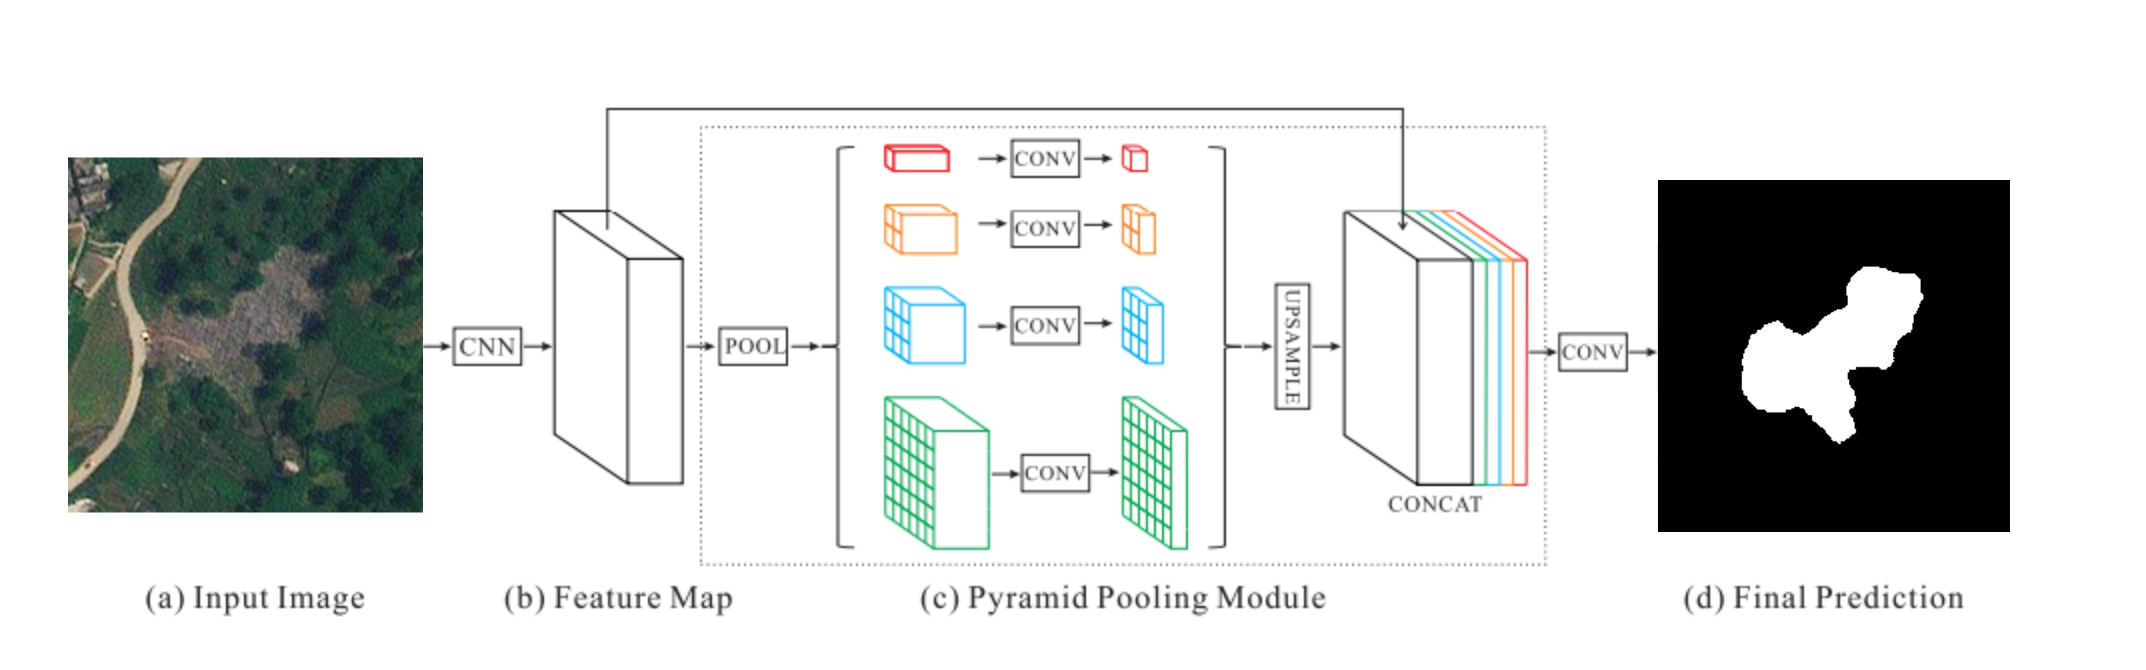 CNN
POOL
CONV
CONV
CONV
CONV
UPSAMPLE
CONCAT
CONV
(a) Input Image
(b) Feature Map
(c) Pyramid Pooling Module
(d) Final Prediction